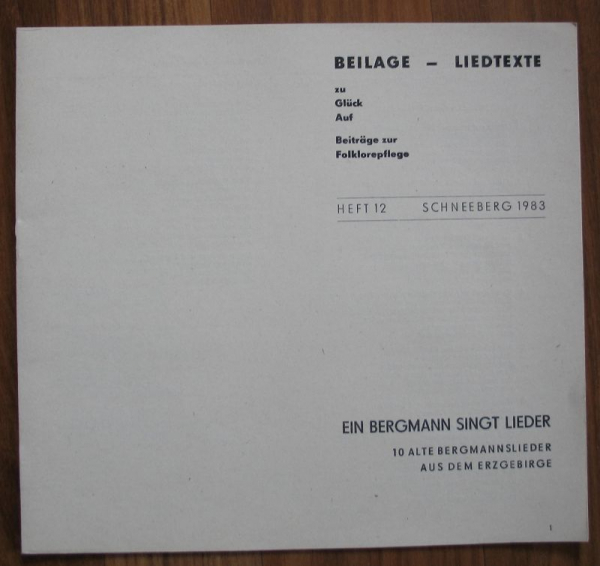 BEILAGE – LIEDTEXTE
zu
Glück
Auf
Beiträge zur
Folklorepflege
HEFT 12 SCHNEEBERG 1983
EIN BERGMANN SINGT LIEDER
10 ALTE BERGMANNSLIEDER
AUS DEM ERZGEBIRGE
1